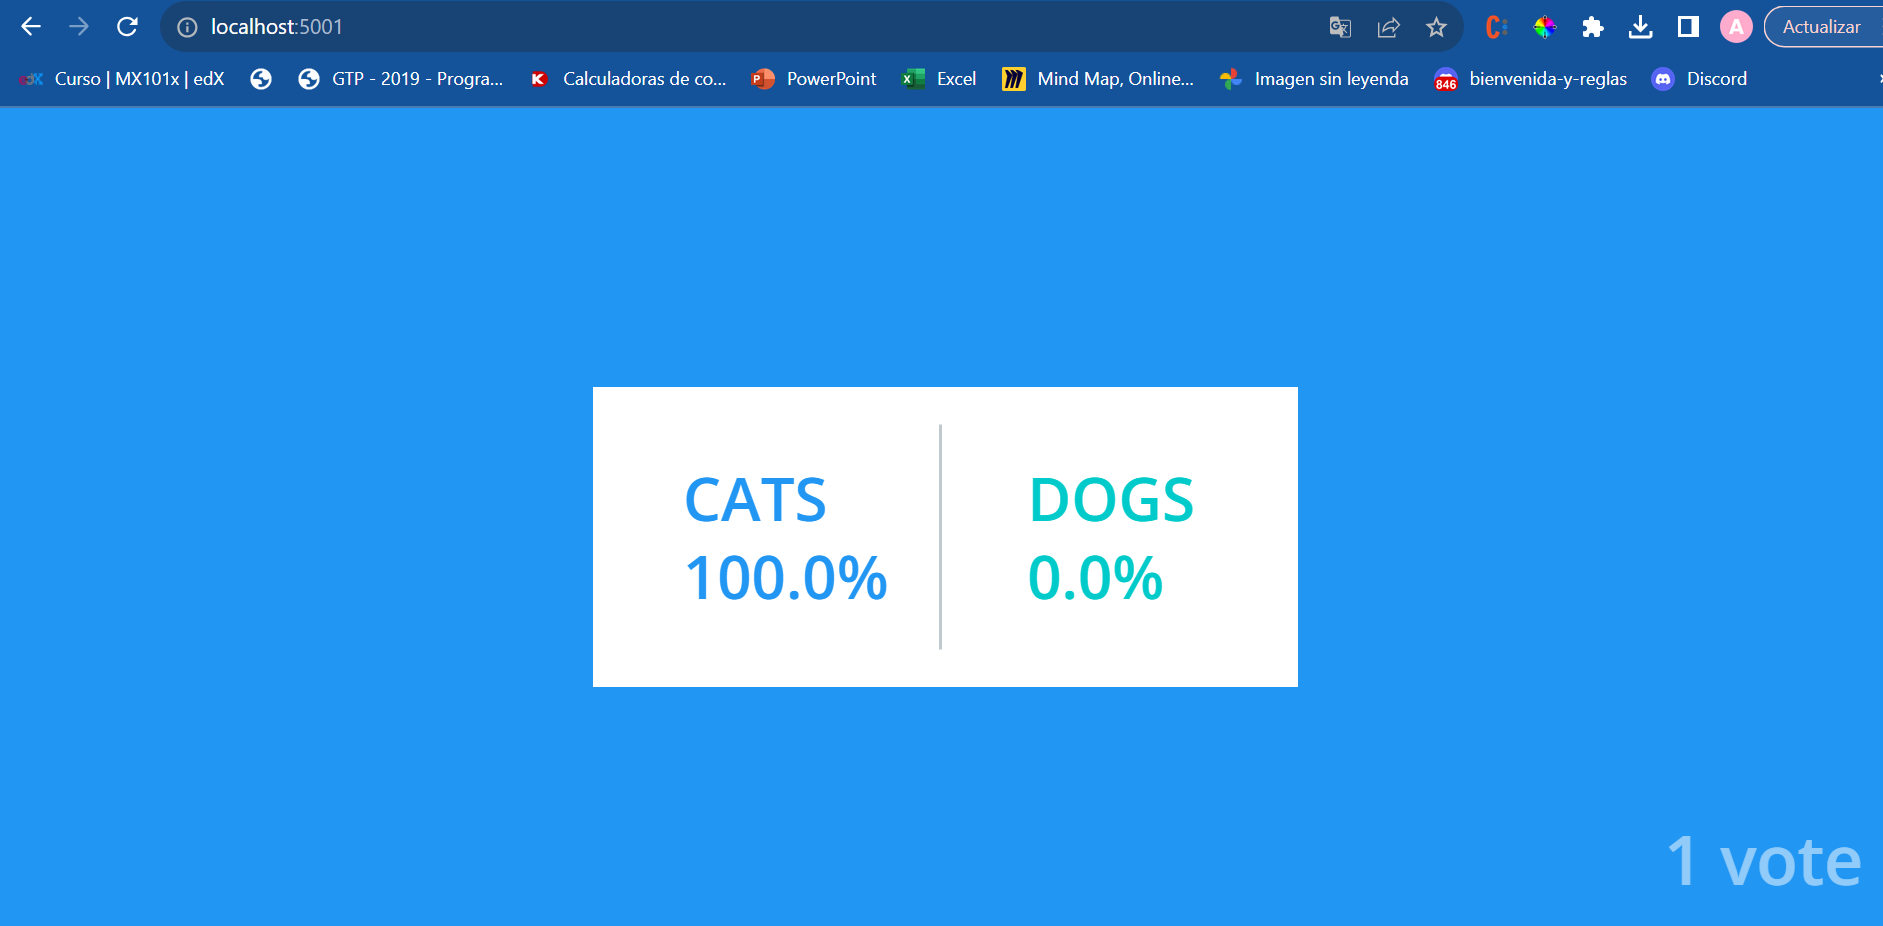 localhost:5001
A
Actualizar
edX
Curso | MX101x | edX
GTP - 2019 - Progra...
K
Calculadoras de co...
P
PowerPoint
X
Excel
Mind Map, Online...
Imagen sin leyenda
846
bienvenida-y-reglas
Discord
CATS
DOGS
100.0%
0.0%
1 vote